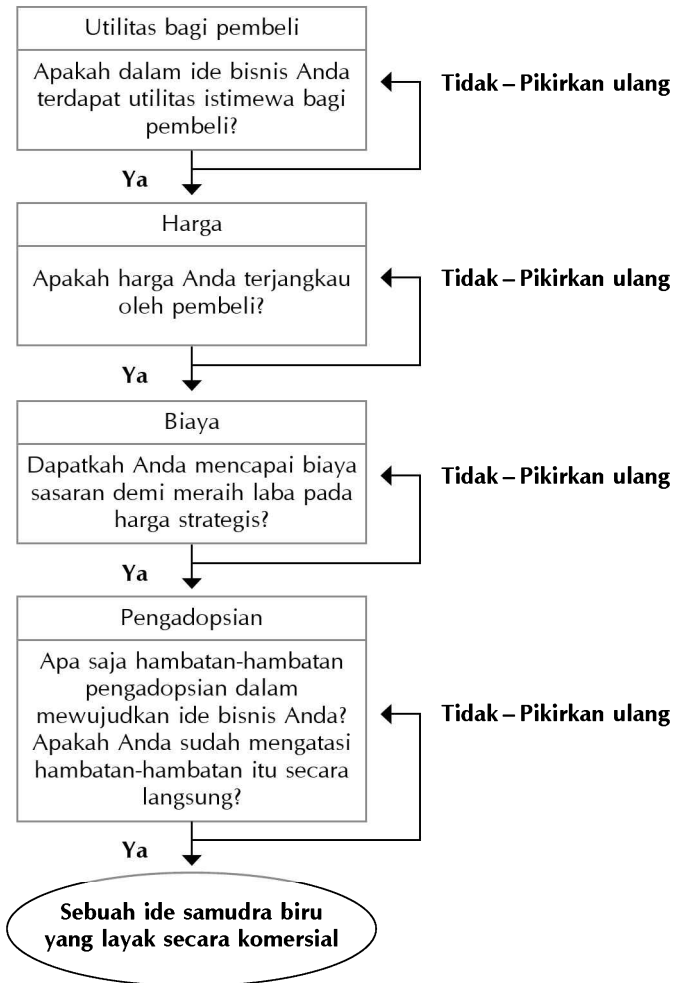 Utilitas bagi pembeli
Apakah dalam ide bisnis Anda
terdapat utilitas istimewa bagi
pembeli?
Tidak – Pikirkan ulang
Ya
Harga
Apakah harga Anda terjangkau
oleh pembeli?
Tidak – Pikirkan ulang
Ya
Biaya
Dapatkah Anda mencapai biaya
sasaran demi meraih laba pada
harga strategis?
Tidak – Pikirkan ulang
Ya
Pengadopsian
Apa saja hambatan-hambatan
pengadopsian dalam
mewujudkan ide bisnis Anda?
Apakah Anda sudah mengatasi
hambatan-hambatan itu secara
langsung?
Tidak – Pikirkan ulang
Ya
Sebuah ide samudra biru
yang layak secara komersial